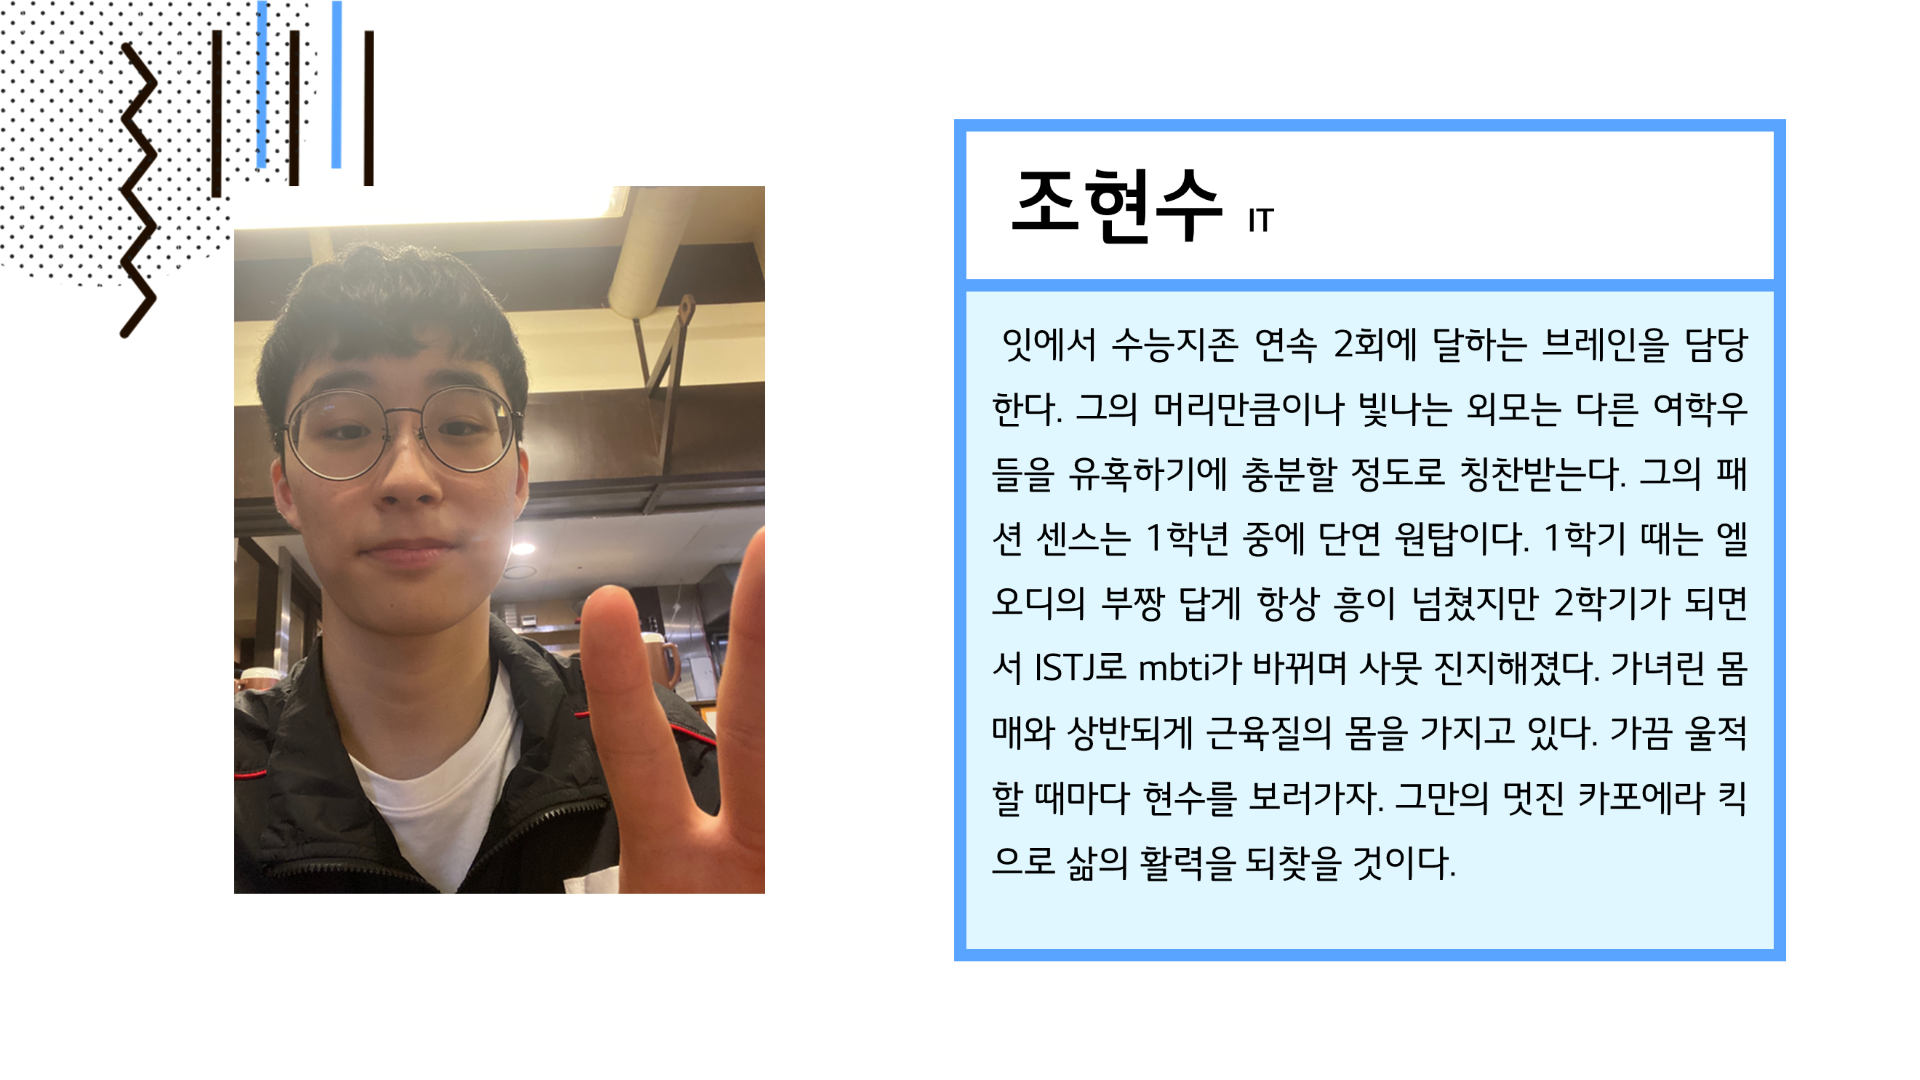 조현수 IT
잇에서 수능지존 연속 2회에 달하는 브레인을 담당
한다. 그의 머리만큼이나 빛나는 외모는 다른 여학우
들을 유혹하기에 충분할 정도로 칭찬받는다. 그의 패
션 센스는 1학년 중에 단연 원탑이다. 1학기 때는 엘
오디의 부짱 답게 항상 흥이 넘쳤지만 2학기가 되면
서 ISTJ로 mbti가 바뀌며 사뭇 진지해졌다. 가녀린 몸
매와 상반되게 근육질의 몸을 가지고 있다. 가끔 울적
할 때마다 현수를 보러가자. 그만의 멋진 카포에라 킥
으로 삶의 활력을 되찾을 것이다.